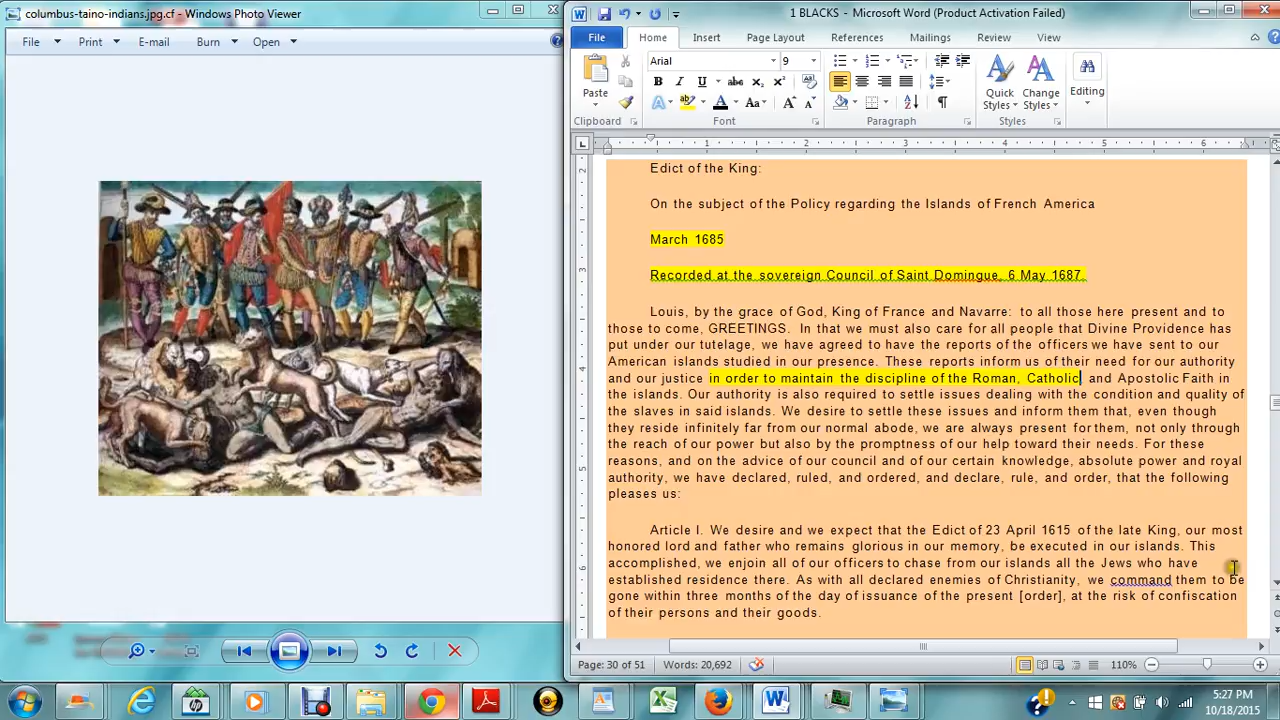 columbus-taino-indians.jpg.cf - Windows Photo Viewer
File Print E-mail Burn Open
1 BLACKS - Microsoft Word (Product Activation Failed)
File Home Insert Page Layout References Mailings Review View
Arial 9
Paste
Quick Styles
Change Styles
Editing
Clipboard Font Paragraph Styles
1 2 3 4 5 6
2
3
4
5
6
Edict of the King:
On the subject of the Policy regarding the Islands of French America
March 1685
Recorded at the sovereign Council of Saint Domingue, 6 May 1687.
Louis, by the grace of God, King of France and Navarre: to all those here present and to
those to come, GREETINGS. In that we must also care for all people that Divine Providence has
put under our tutelage, we have agreed to have the reports of the officers we have sent to our
American islands studied in our presence. These reports inform us of their need for our authority
and our justice in order to maintain the discipline of the Roman, Catholic and Apostolic Faith in
the islands. Our authority is also required to settle issues dealing with the condition and quality of
the slaves in said islands. We desire to settle these issues and inform them that, even though
they reside infinitely far from our normal abode, we are always present for them, not only through
the reach of our power but also by the promptness of our help toward their needs. For these
reasons, and on the advice of our council and of our certain knowledge, absolute power and royal
authority, we have declared, ruled, and ordered, and declare, rule, and order, that the following
pleases us:
Article I. We desire and we expect that the Edict of 23 April 1615 of the late King, our most
honored lord and father who remains glorious in our memory, be executed in our islands. This
accomplished, we enjoin all of our officers to chase from our islands all the Jews who have
established residence there. As with all declared enemies of Christianity, we command them to be
gone within three months of the day of issuance of the present [order], at the risk of confiscation
of their persons and their goods.
Page: 30 of 51 Words: 20,692 110%
5:27 PM
10/18/2015